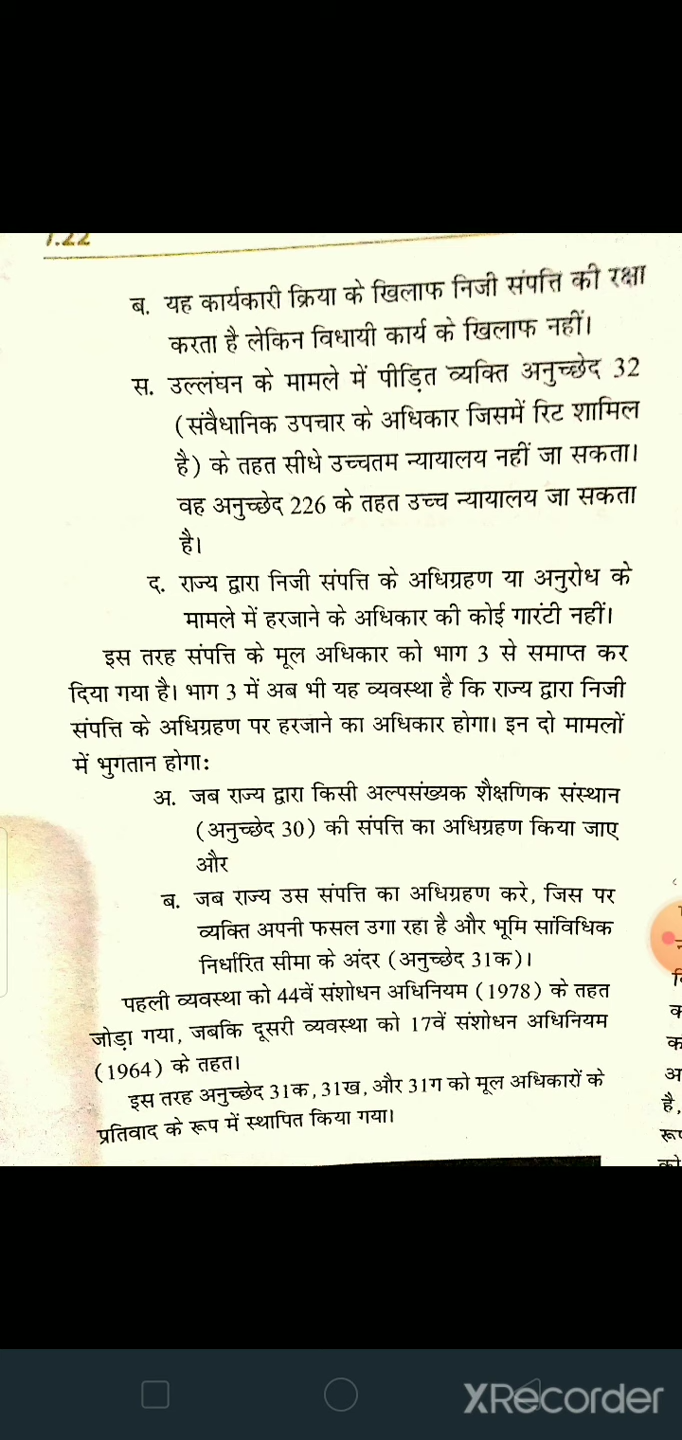 1.22
ब. यह कार्यकारी क्रिया के खिलाफ निजी संपत्ति की रक्षा
करता है लेकिन विधायी कार्य के खिलाफ नहीं।
स. उल्लंघन के मामले में पीड़ित व्यक्ति अनुच्छेद 32
(संवैधानिक उपचार के अधिकार जिसमें रिट शामिल
है) के तहत सीधे उच्चतम न्यायालय नहीं जा सकता।
वह अनुच्छेद 226 के तहत उच्च न्यायालय जा सकता
है।
द. राज्य द्वारा निजी संपत्ति के अधिग्रहण या अनुरोध के
मामले में हरजाने के अधिकार की कोई गारंटी नहीं।
इस तरह संपत्ति के मूल अधिकार को भाग 3 से समाप्त कर
दिया गया है। भाग 3 में अब भी यह व्यवस्था है कि राज्य द्वारा निजी
संपत्ति के अधिग्रहण पर हरजाने का अधिकार होगा। इन दो मामलों
में भुगतान होगाः
अ. जब राज्य द्वारा किसी अल्पसंख्यक शैक्षणिक संस्थान
(अनुच्छेद 30) की संपत्ति का अधिग्रहण किया जाए
और
ब. जब राज्य उस संपत्ति का अधिग्रहण करे, जिस पर
व्यक्ति अपनी फसल उगा रहा है और भूमि सांविधिक
निर्धारित सीमा के अंदर (अनुच्छेद 31क)।
पहली व्यवस्था को 44वें संशोधन अधिनियम (1978) के तहत
जोड़ा गया, जबकि दूसरी व्यवस्था को 17वें संशोधन अधिनियम
(1964) के तहत।
इस तरह अनुच्छेद 31क, 31ख, और 31ग को मूल अधिकारों के
प्रतिवाद के रूप में स्थापित किया गया।
XRecorder